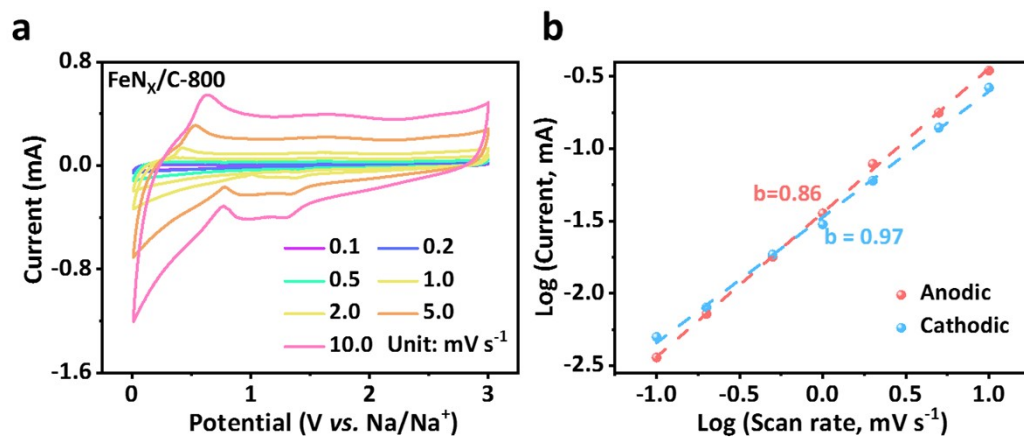 a
FeNX/C-800
Current (mA)
0.8
0.0
-0.8
-1.6
0.1 0.2
0.5 1.0
2.0 5.0
10.0 Unit: mV s⁻¹
0 1 2 3
Potential (V vs. Na/Na⁺)
b
Log (Current, mA)
-0.5
-1.0
-1.5
-2.0
-2.5
b=0.86
b = 0.97
Anodic
Cathodic
-1.0 -0.5 0.0 0.5 1.0
Log (Scan rate, mV s⁻¹)